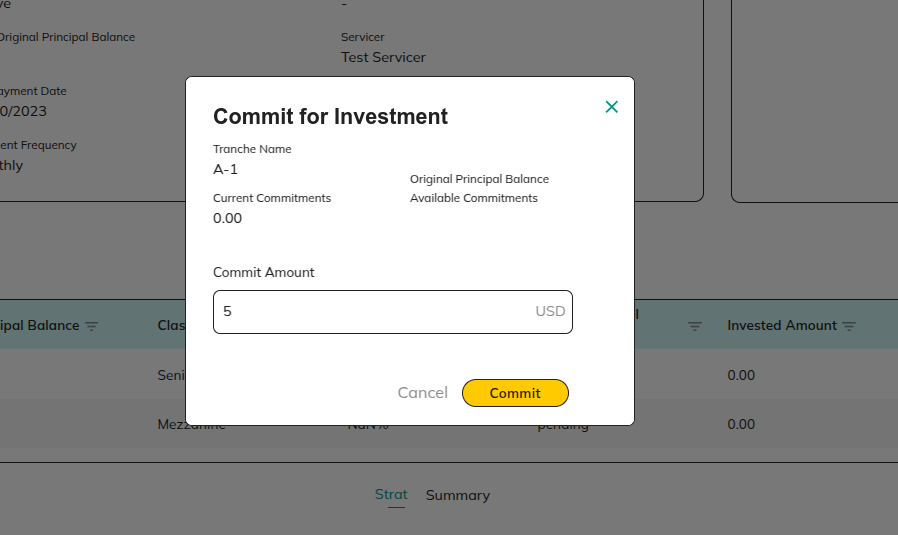 -
Original Principal Balance
Servicer
Test Servicer
ayment Date
0/2023
ent Frequency
thly
Commit for Investment
Tranche Name
A-1
Original Principal Balance
Current Commitments
Available Commitments
0.00
Commit Amount
5 USD
Cancel Commit
ipal Balance Clas Invested Amount
Seni 0.00
Mezzanine NaN% pending 0.00
Strat Summary